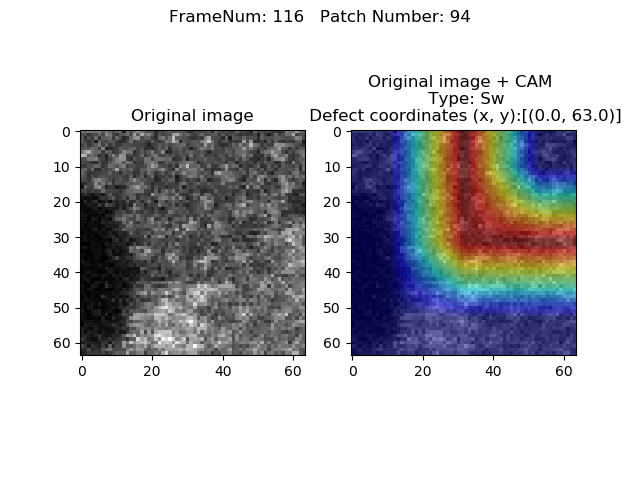 FrameNum: 116   Patch Number: 94
Original image + CAM
Type: Sw
Original image
Defect coordinates (x, y):[(0.0, 63.0)]
0
10
20
30
40
50
60
0 20 40 60
0
10
20
30
40
50
60
0 20 40 60